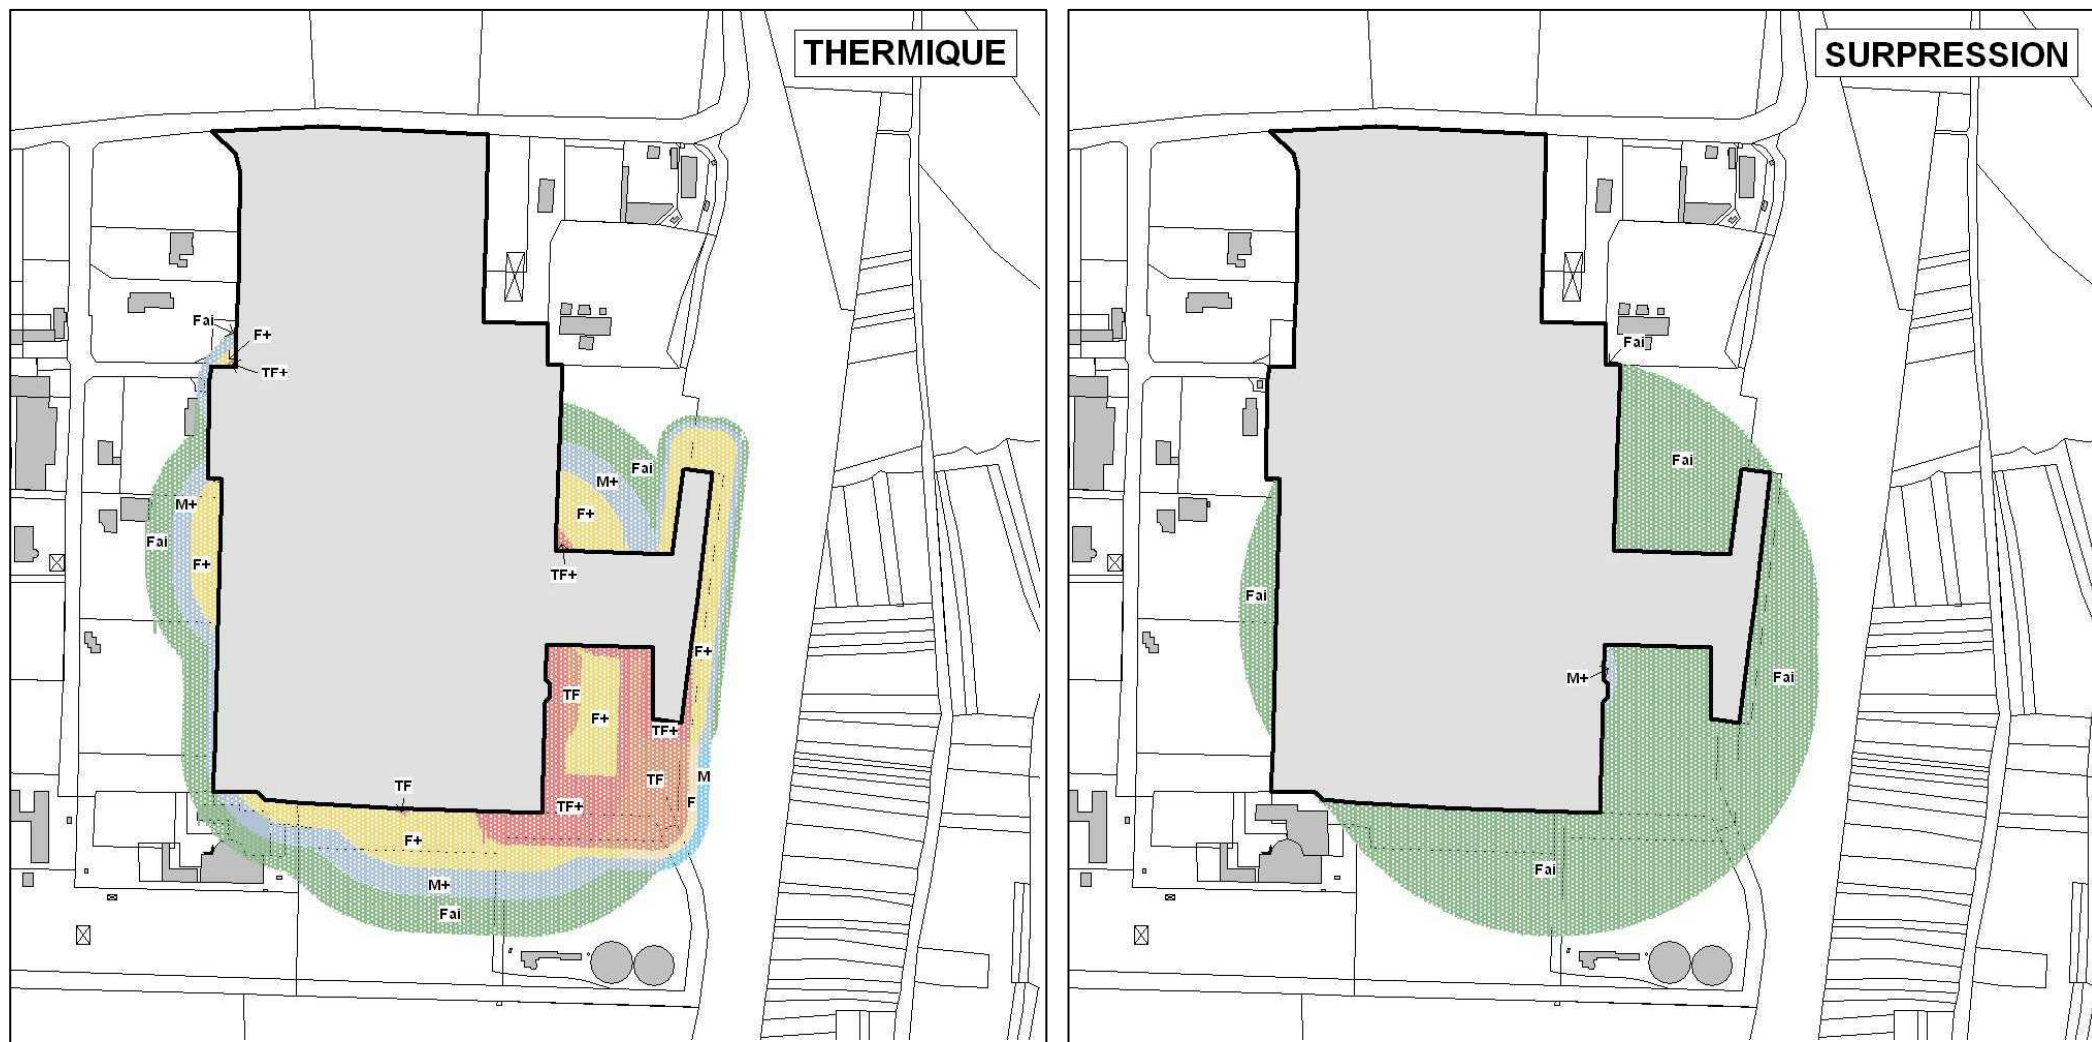 THERMIQUE
Fai
F+
TF+
Fai
M+
M+
F+
Fai
F+
TF+
F+
TF
F+
TF+
M
TF
TF
F
TF+
F+
M+
Fai
SURPRESSION
Fai
Fai
Fai
M+
Fai
Fai